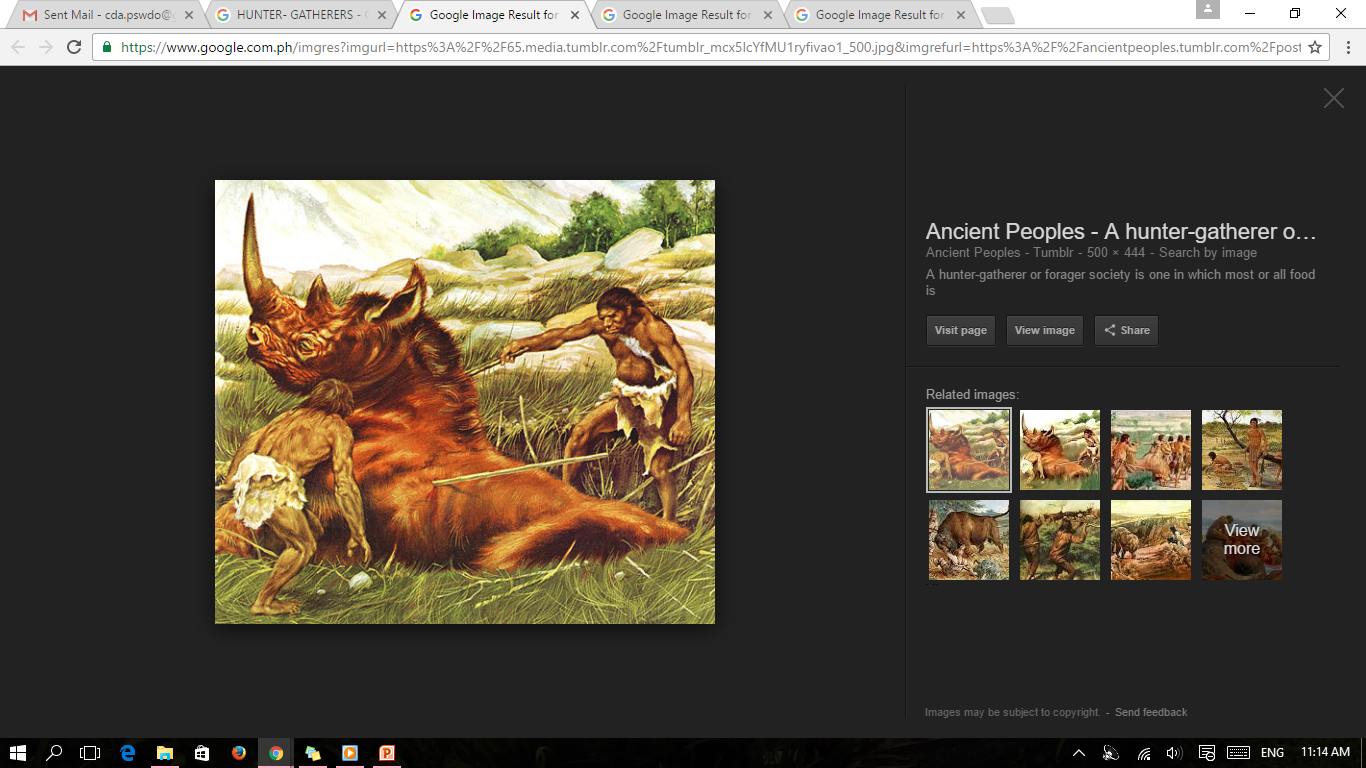 Sent Mail - cda.pswdo@
HUNTER- GATHERERS -
Google Image Result for
Google Image Result for
Google Image Result for
https://www.google.com.ph/imgres?imgurl=https%3A%2F%2F65.media.tumblr.com%2Ftumblr_mcx5lcYfMU1ryfivao1_500.jpg&imgrefurl=https%3A%2F%2Fancientpeoples.tumblr.com%2Fpost
Ancient Peoples - A hunter-gatherer o...
Ancient Peoples - Tumblr - 500 × 444 - Search by image
A hunter-gatherer or forager society is one in which most or all food
is
Visit page
View image
Share
Related images:
View
more
Images may be subject to copyright. - Send feedback
ENG
11:14 AM